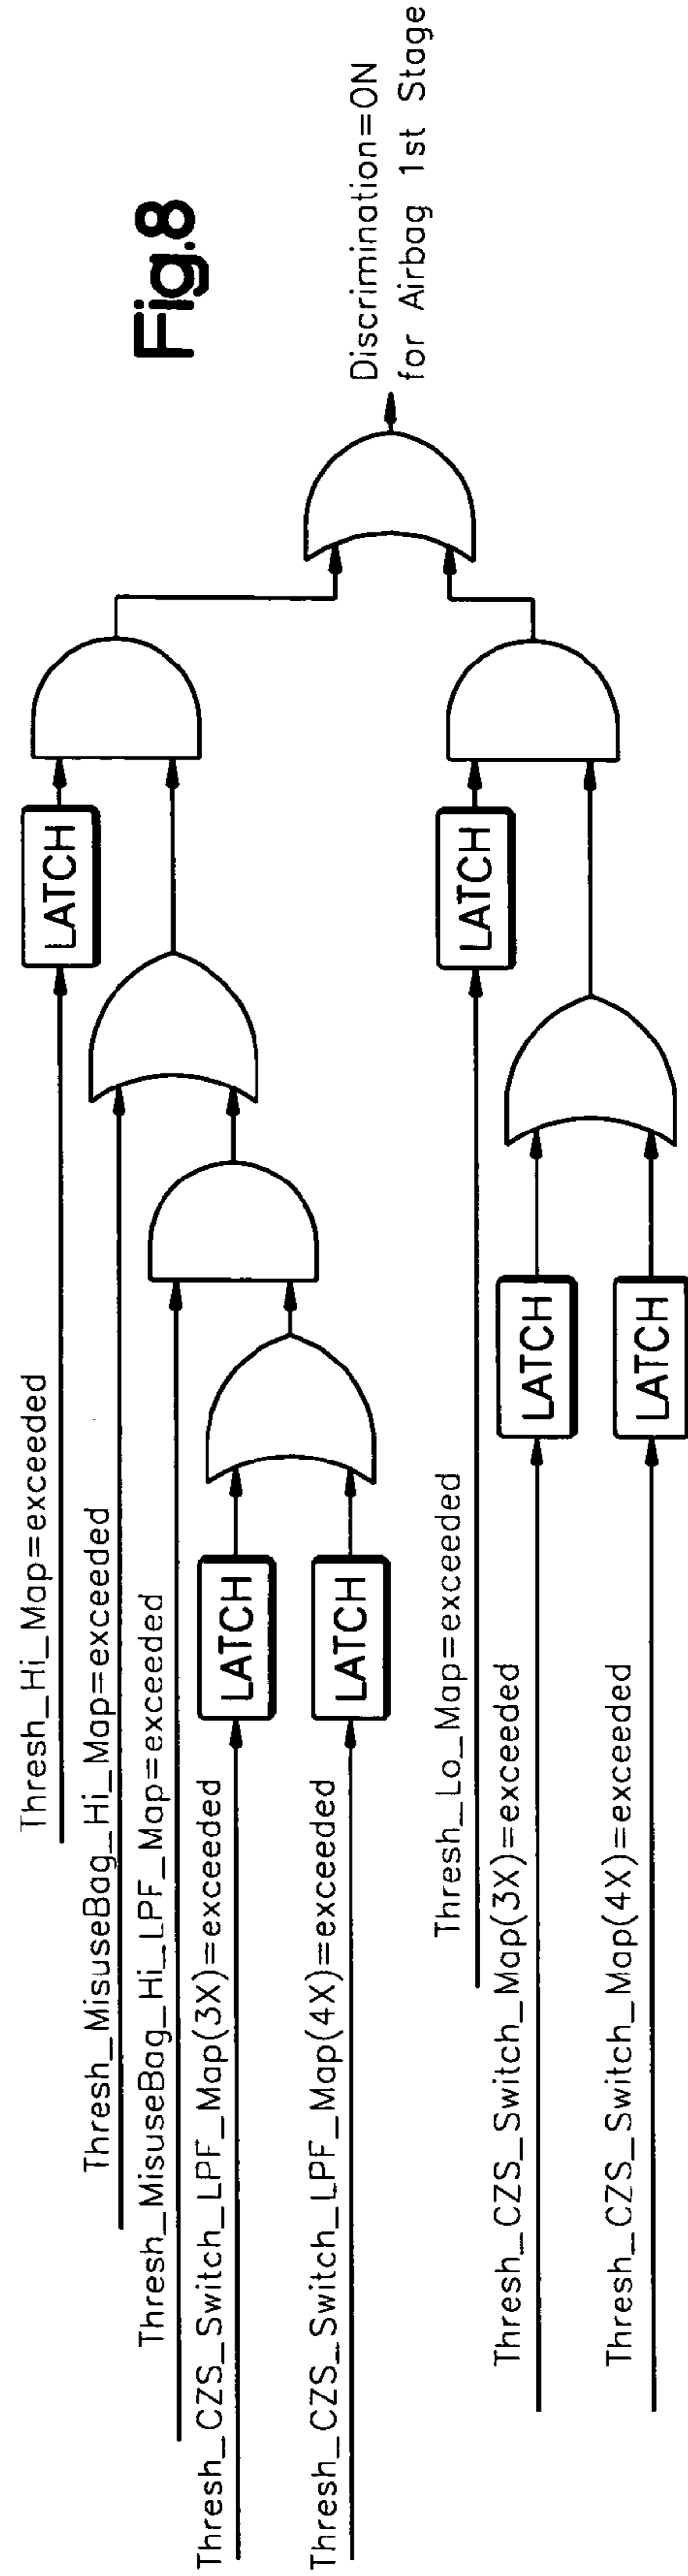 Fig.8
Thresh_Hi_Map=exceeded
LATCH
Thresh_MisuseBag_Hi_Map=exceeded
Thresh_MisuseBag_Hi_LPF_Map=exceeded
Thresh_CZS_Switch_LPF_Map(3X)=exceeded
LATCH
Thresh_CZS_Switch_LPF_Map(4X)=exceeded
LATCH
Discrimination=ON
for Airbag 1st Stage
Thresh_Lo_Map=exceeded
LATCH
Thresh_CZS_Switch_Map(3X)=exceeded
LATCH
Thresh_CZS_Switch_Map(4X)=exceeded
LATCH